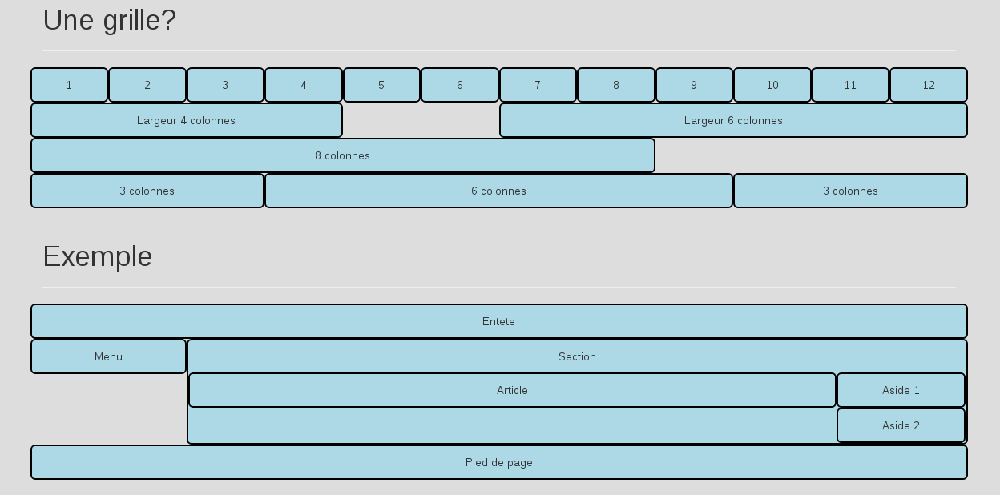 Une grille?
1 2 3 4 5 6 7 8 9 10 11 12
Largeur 4 colonnes Largeur 6 colonnes
8 colonnes
3 colonnes 6 colonnes 3 colonnes
Exemple
Entete
Menu Section
Article Aside 1
Aside 2
Pied de page